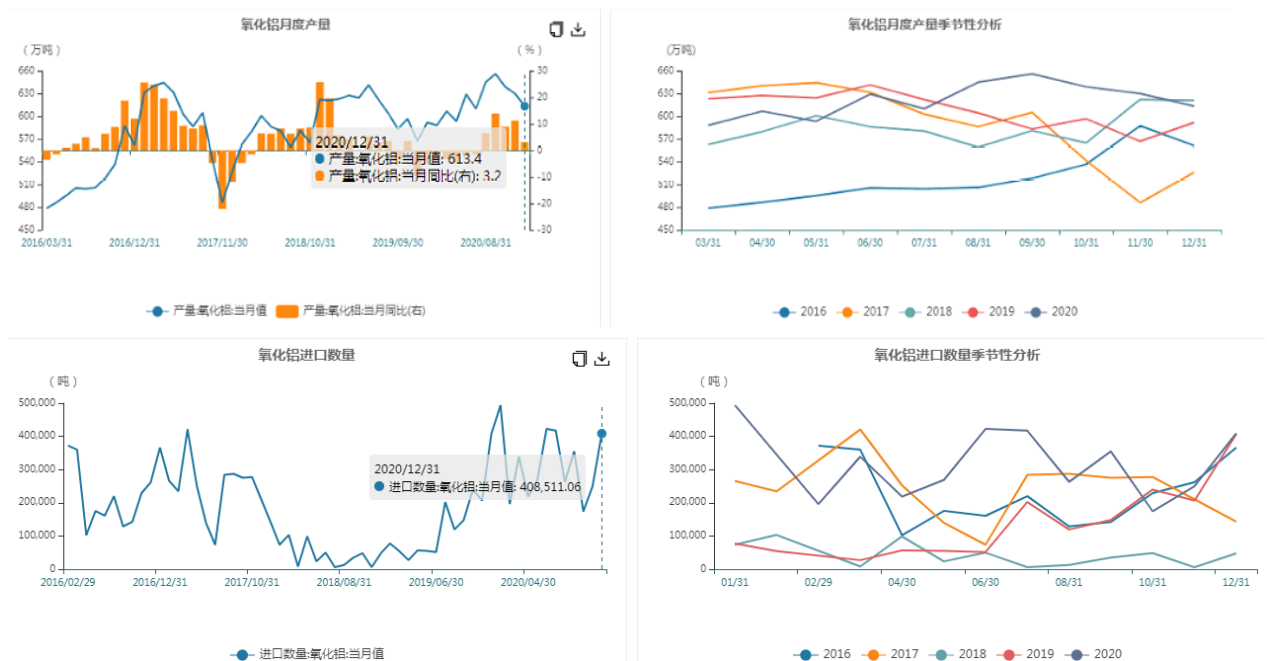 氧化铝月度产量
（万吨）
（%）
660
630
600
570
540
510
480
450
30
20
10
0
-10
-20
-30
2020/12/31
产量:氧化铝:当月值: 613.4
产量:氧化铝:当月同比(右): 3.2
2016/03/31 2016/12/31 2017/11/30 2018/10/31 2019/09/30 2020/08/31
产量:氧化铝:当月值 产量:氧化铝:当月同比(右)
氧化铝月度产量季节性分析
(万吨)
660
630
600
570
540
510
480
450
03/31 04/30 05/31 06/30 07/31 08/31 09/30 10/31 11/30 12/31
2016 2017 2018 2019 2020
氧化铝进口数量
（吨）
500,000
400,000
300,000
200,000
100,000
0
2020/12/31
进口数量:氧化铝:当月值: 408,511.06
2016/02/29 2016/12/31 2017/10/31 2018/08/31 2019/06/30 2020/04/30
进口数量:氧化铝:当月值
氧化铝进口数量季节性分析
（吨）
500,000
400,000
300,000
200,000
100,000
0
01/31 02/29 04/30 06/30 08/31 10/31 12/31
2016 2017 2018 2019 2020